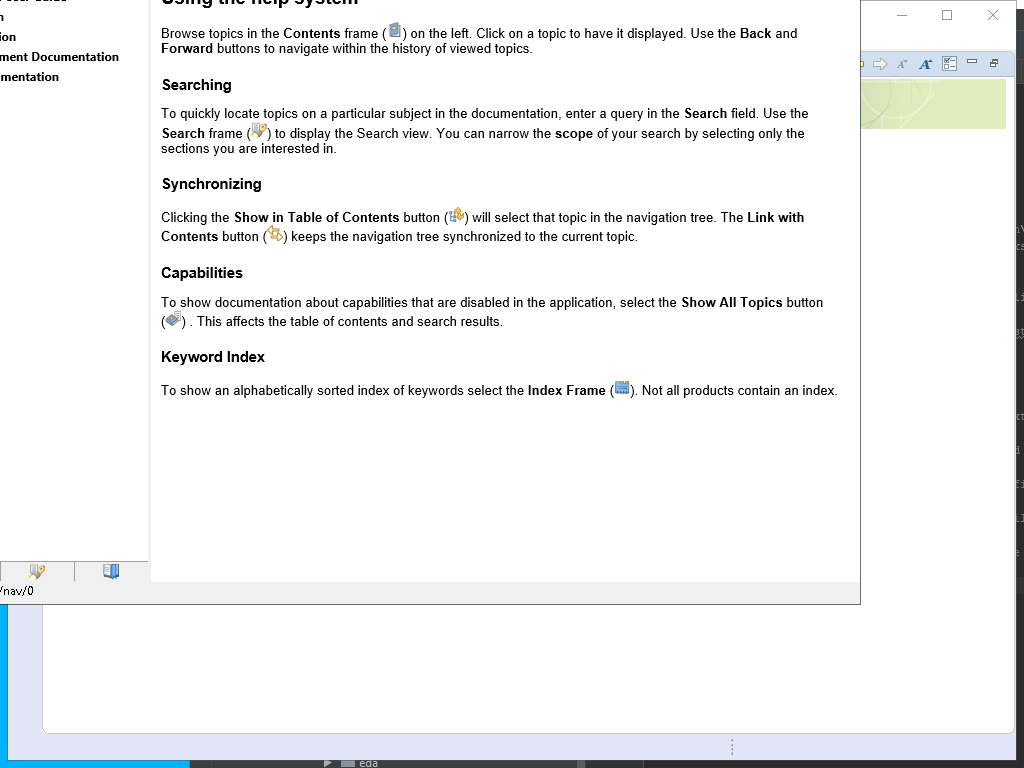 Using the help system
ion
ment Documentation
mentation
Browse topics in the Contents frame ( ) on the left. Click on a topic to have it displayed. Use the Back and
Forward buttons to navigate within the history of viewed topics.
Searching
To quickly locate topics on a particular subject in the documentation, enter a query in the Search field. Use the
Search frame ( ) to display the Search view. You can narrow the scope of your search by selecting only the
sections you are interested in.
Synchronizing
Clicking the Show in Table of Contents button ( ) will select that topic in the navigation tree. The Link with
Contents button ( ) keeps the navigation tree synchronized to the current topic.
Capabilities
To show documentation about capabilities that are disabled in the application, select the Show All Topics button
( ) . This affects the table of contents and search results.
Keyword Index
To show an alphabetically sorted index of keywords select the Index Frame ( ). Not all products contain an index.
/nav/0
eda